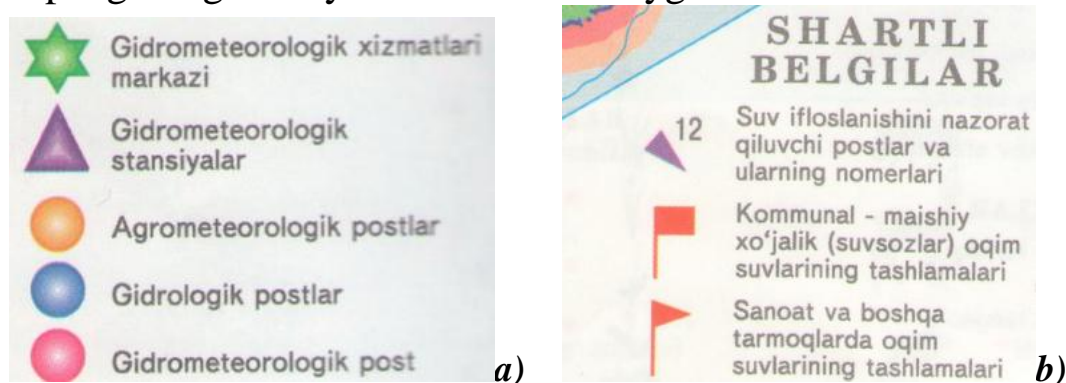 Gidrometeorologik xizmatlari
markazi
Gidrometeorologik
stansiyalar
Agrometeorologik postlar
Gidrologik postlar
Gidrometeorologik post
a)
SHARTLI
BELGILAR
12
Suv ifloslanishini nazorat
qiluvchi postlar va
ularning nomerlari
Kommunal - maishiy
xo‘jalik (suvsozlar) oqim
suvlarining tashlamalari
Sanoat va boshqa
tarmoqlarda oqim
suvlarining tashlamalari
b)